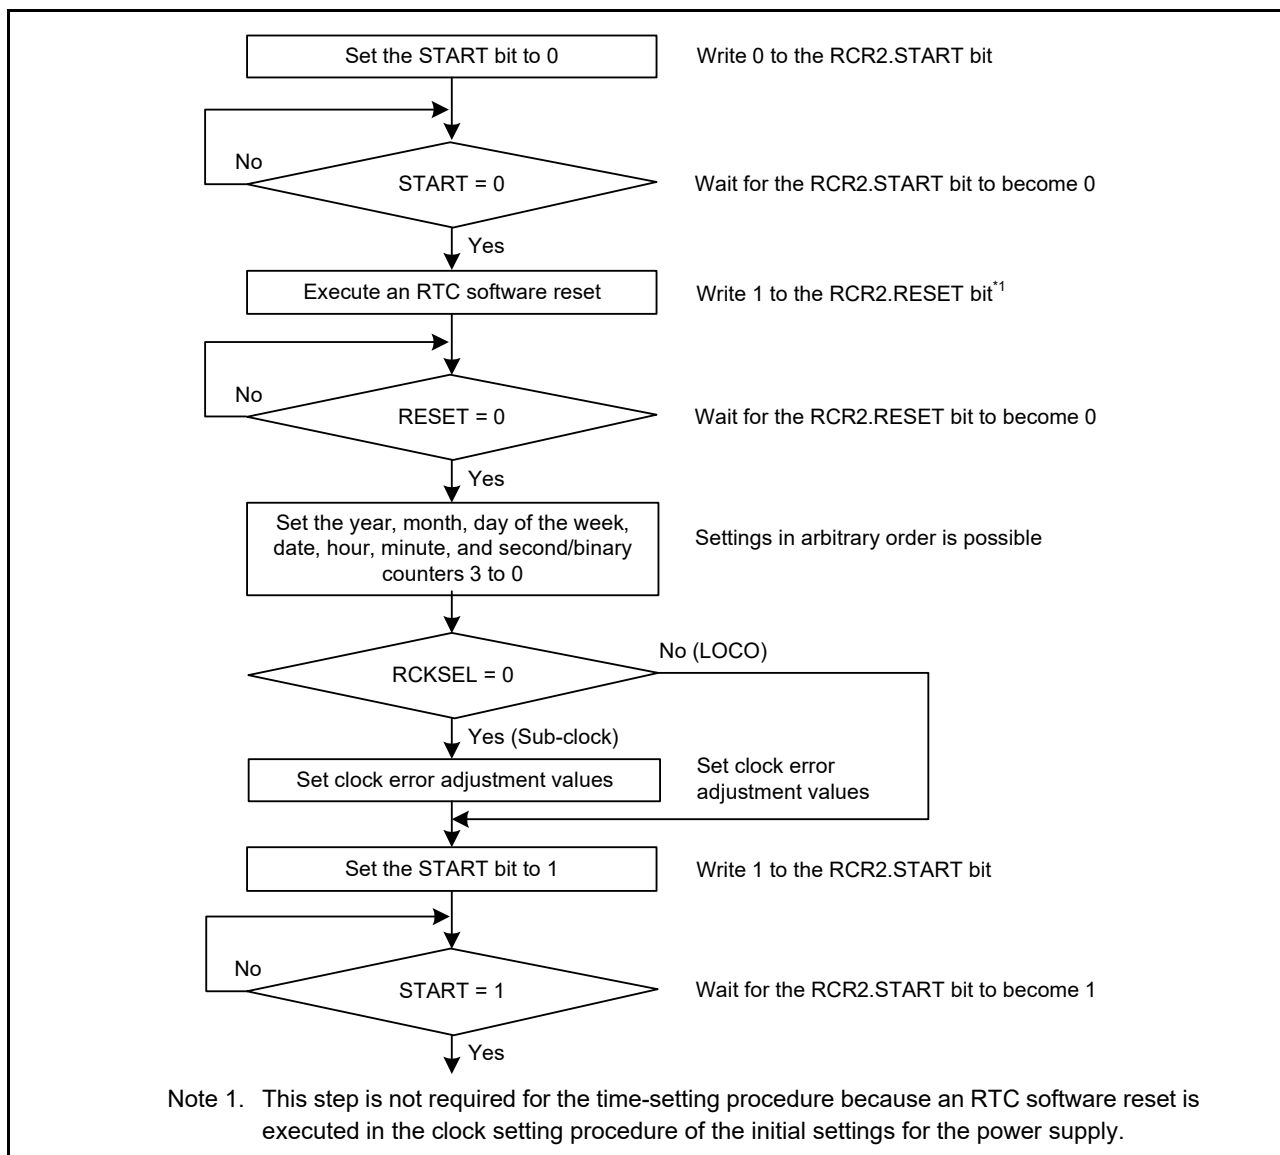 Set the START bit to 0
Write 0 to the RCR2.START bit
No
START = 0
Wait for the RCR2.START bit to become 0
Yes
Execute an RTC software reset
Write 1 to the RCR2.RESET bit*1
No
RESET = 0
Wait for the RCR2.RESET bit to become 0
Yes
Set the year, month, day of the week,
date, hour, minute, and second/binary
counters 3 to 0
Settings in arbitrary order is possible
RCKSEL = 0
No (LOCO)
Yes (Sub-clock)
Set clock error adjustment values
Set clock error
adjustment values
Set the START bit to 1
Write 1 to the RCR2.START bit
No
START = 1
Wait for the RCR2.START bit to become 1
Yes
Note 1. This step is not required for the time-setting procedure because an RTC software reset is
executed in the clock setting procedure of the initial settings for the power supply.